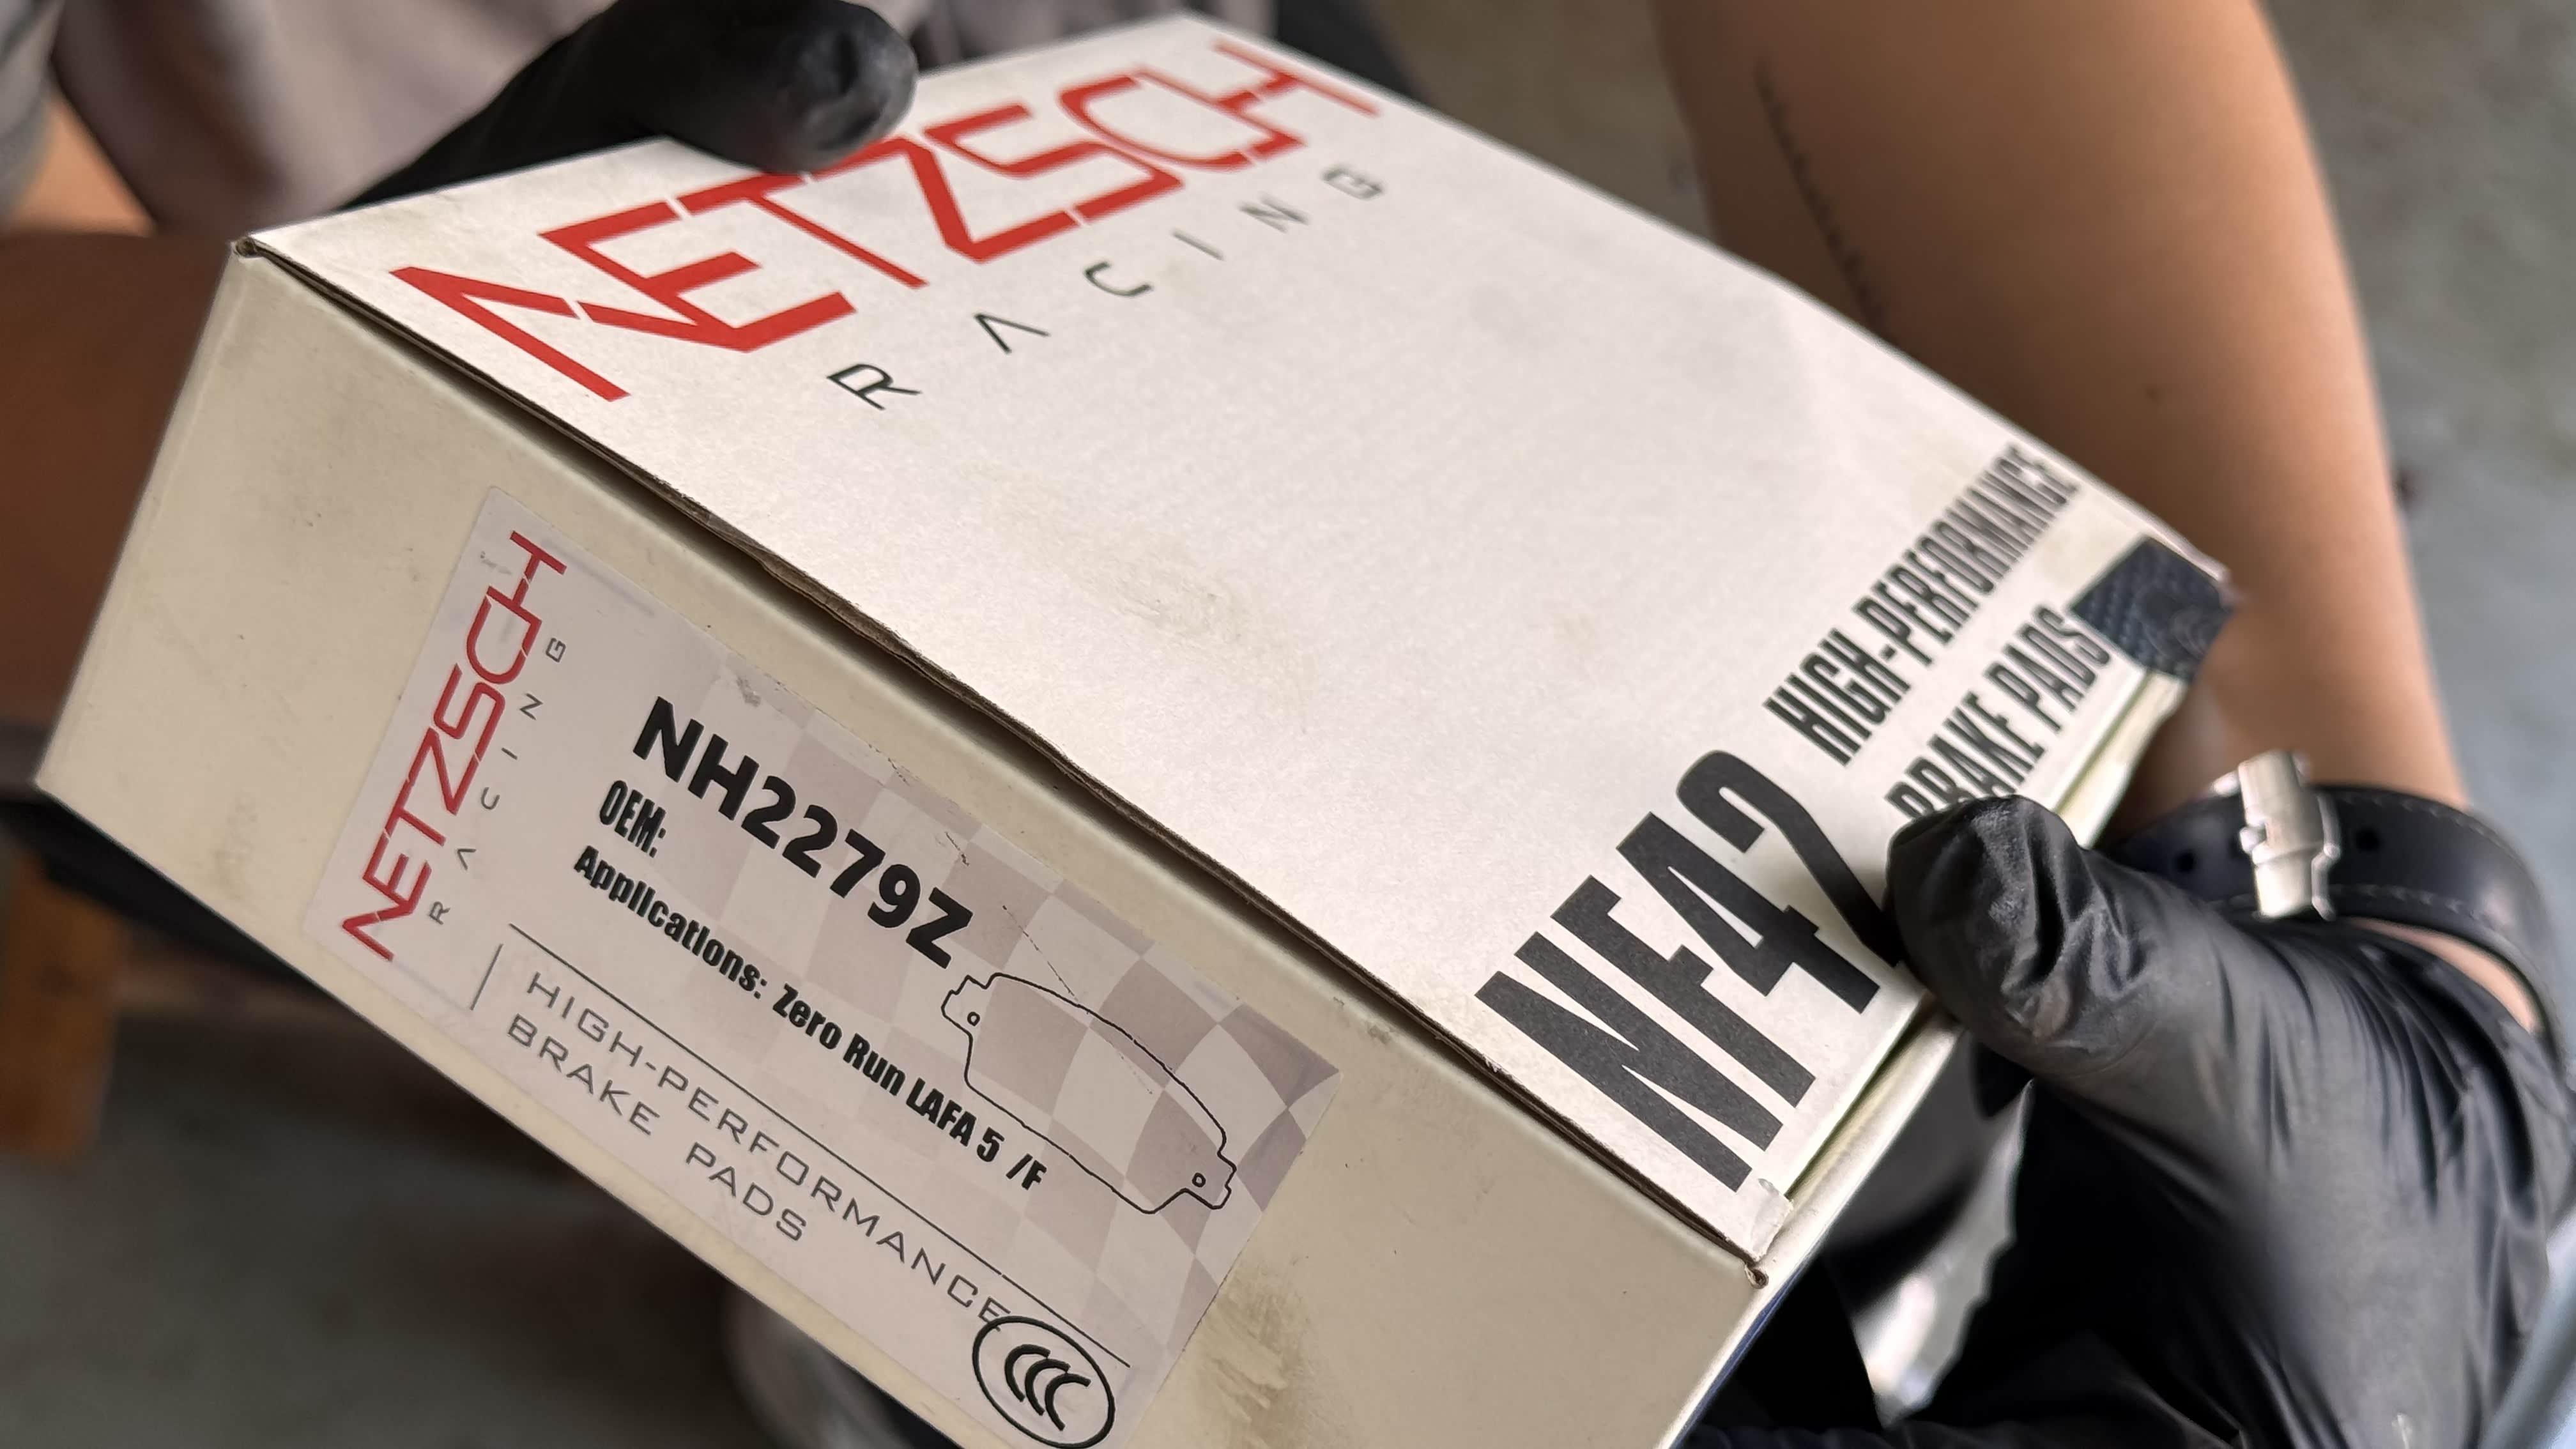 NETZSCH
RACING
HIGH-PERFORMANCE
BRAKE PADS
NF42
NETZSCH
RACING
NH2279Z
OEM:
Applications: Zero Run LAFA 5 /F
HIGH-PERFORMANCE
BRAKE PADS
CCC